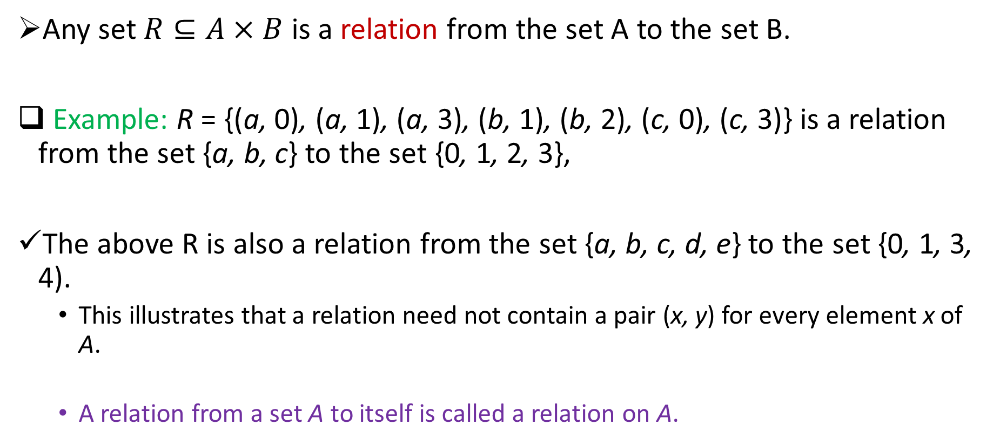 ➢Any set R ⊆ A × B is a relation from the set A to the set B.
❑ Example: R = {(a, 0), (a, 1), (a, 3), (b, 1), (b, 2), (c, 0), (c, 3)} is a relation
from the set {a, b, c} to the set {0, 1, 2, 3},
✓The above R is also a relation from the set {a, b, c, d, e} to the set {0, 1, 3,
4).
• This illustrates that a relation need not contain a pair (x, y) for every element x of
A.
• A relation from a set A to itself is called a relation on A.